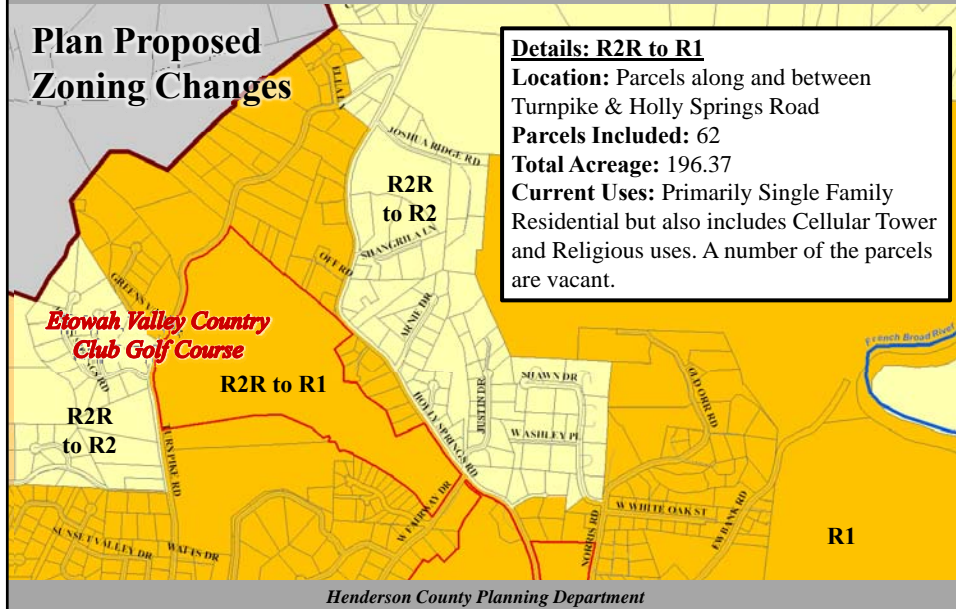 Plan Proposed
Zoning Changes
Details: R2R to R1
Location: Parcels along and between
Turnpike & Holly Springs Road
Parcels Included: 62
Total Acreage: 196.37
Current Uses: Primarily Single Family
Residential but also includes Cellular Tower
and Religious uses. A number of the parcels
are vacant.
JOSHUA RIDGE RD
R2R
to R2
SHANGRILA LN
OFF RD
Etowah Valley Country
Club Golf Course
French Broad River
ARNIE DR
R2R to R1
SHAWN DR
OLD ORR RD
JUSTIN DR
HOLLY SPRINGS RD
R2R
to R2
WASHLEY PL
TURNPIKE RD
W FAIRWAY DR
W WHITE OAK ST
EWBANK RD
NORRIS RD
R1
SUNSET VALLEY DR
WATTS DR
Henderson County Planning Department